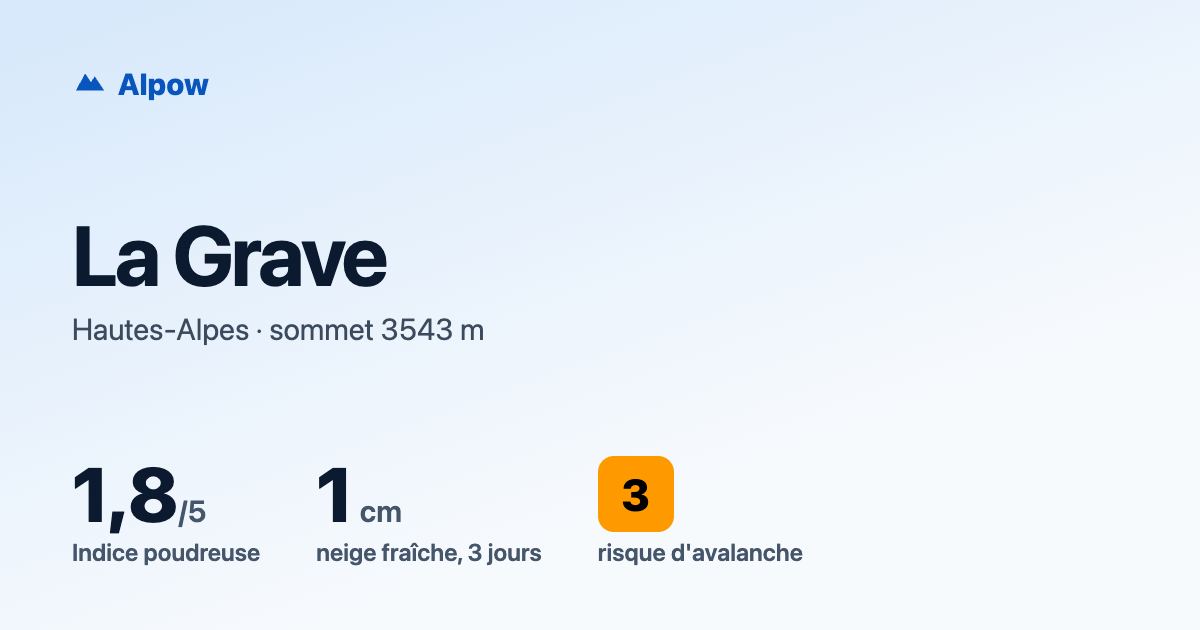 Alpow
La Grave
Hautes-Alpes · sommet 3543 m
1,8/5
Indice poudreuse
1 cm
neige fraîche, 3 jours
3
risque d'avalanche